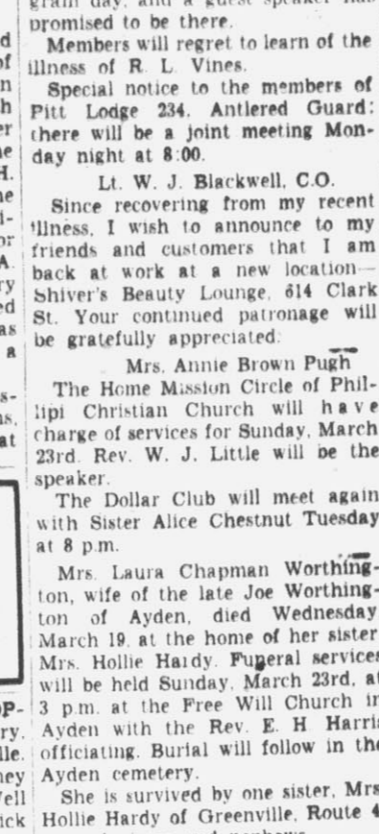 gram day, and a guest speaker has
promised to be there.
Members will regret to learn of the
illness of R. L. Vines.
Special notice to the members of
Pitt Lodge 234, Antlered Guard:
there will be a joint meeting Mon-
day night at 8:00.
Lt. W. J. Blackwell, C.O.
Since recovering from my recent
illness, I wish to announce to my
friends and customers that I am
back at work at a new location—
Shiver's Beauty Lounge, 614 Clark
St. Your continued patronage will
be gratefully appreciated.
Mrs. Annie Brown Pugh
The Home Mission Circle of Phil-
lipi Christian Church will have
charge of services for Sunday, March
23rd. Rev. W. J. Little will be the
speaker.
The Dollar Club will meet again
with Sister Alice Chestnut Tuesday
at 8 p.m.
Mrs. Laura Chapman Worthing-
ton, wife of the late Joe Worthing-
ton of Ayden, died Wednesday
March 19, at the home of her sister
Mrs. Hollie Hardy. Funeral services
will be held Sunday, March 23rd, at
3 p.m. at the Free Will Church in
Ayden with the Rev. E. H. Harris
officiating. Burial will follow in the
Ayden cemetery.
She is survived by one sister, Mrs
Hollie Hardy of Greenville, Route 4